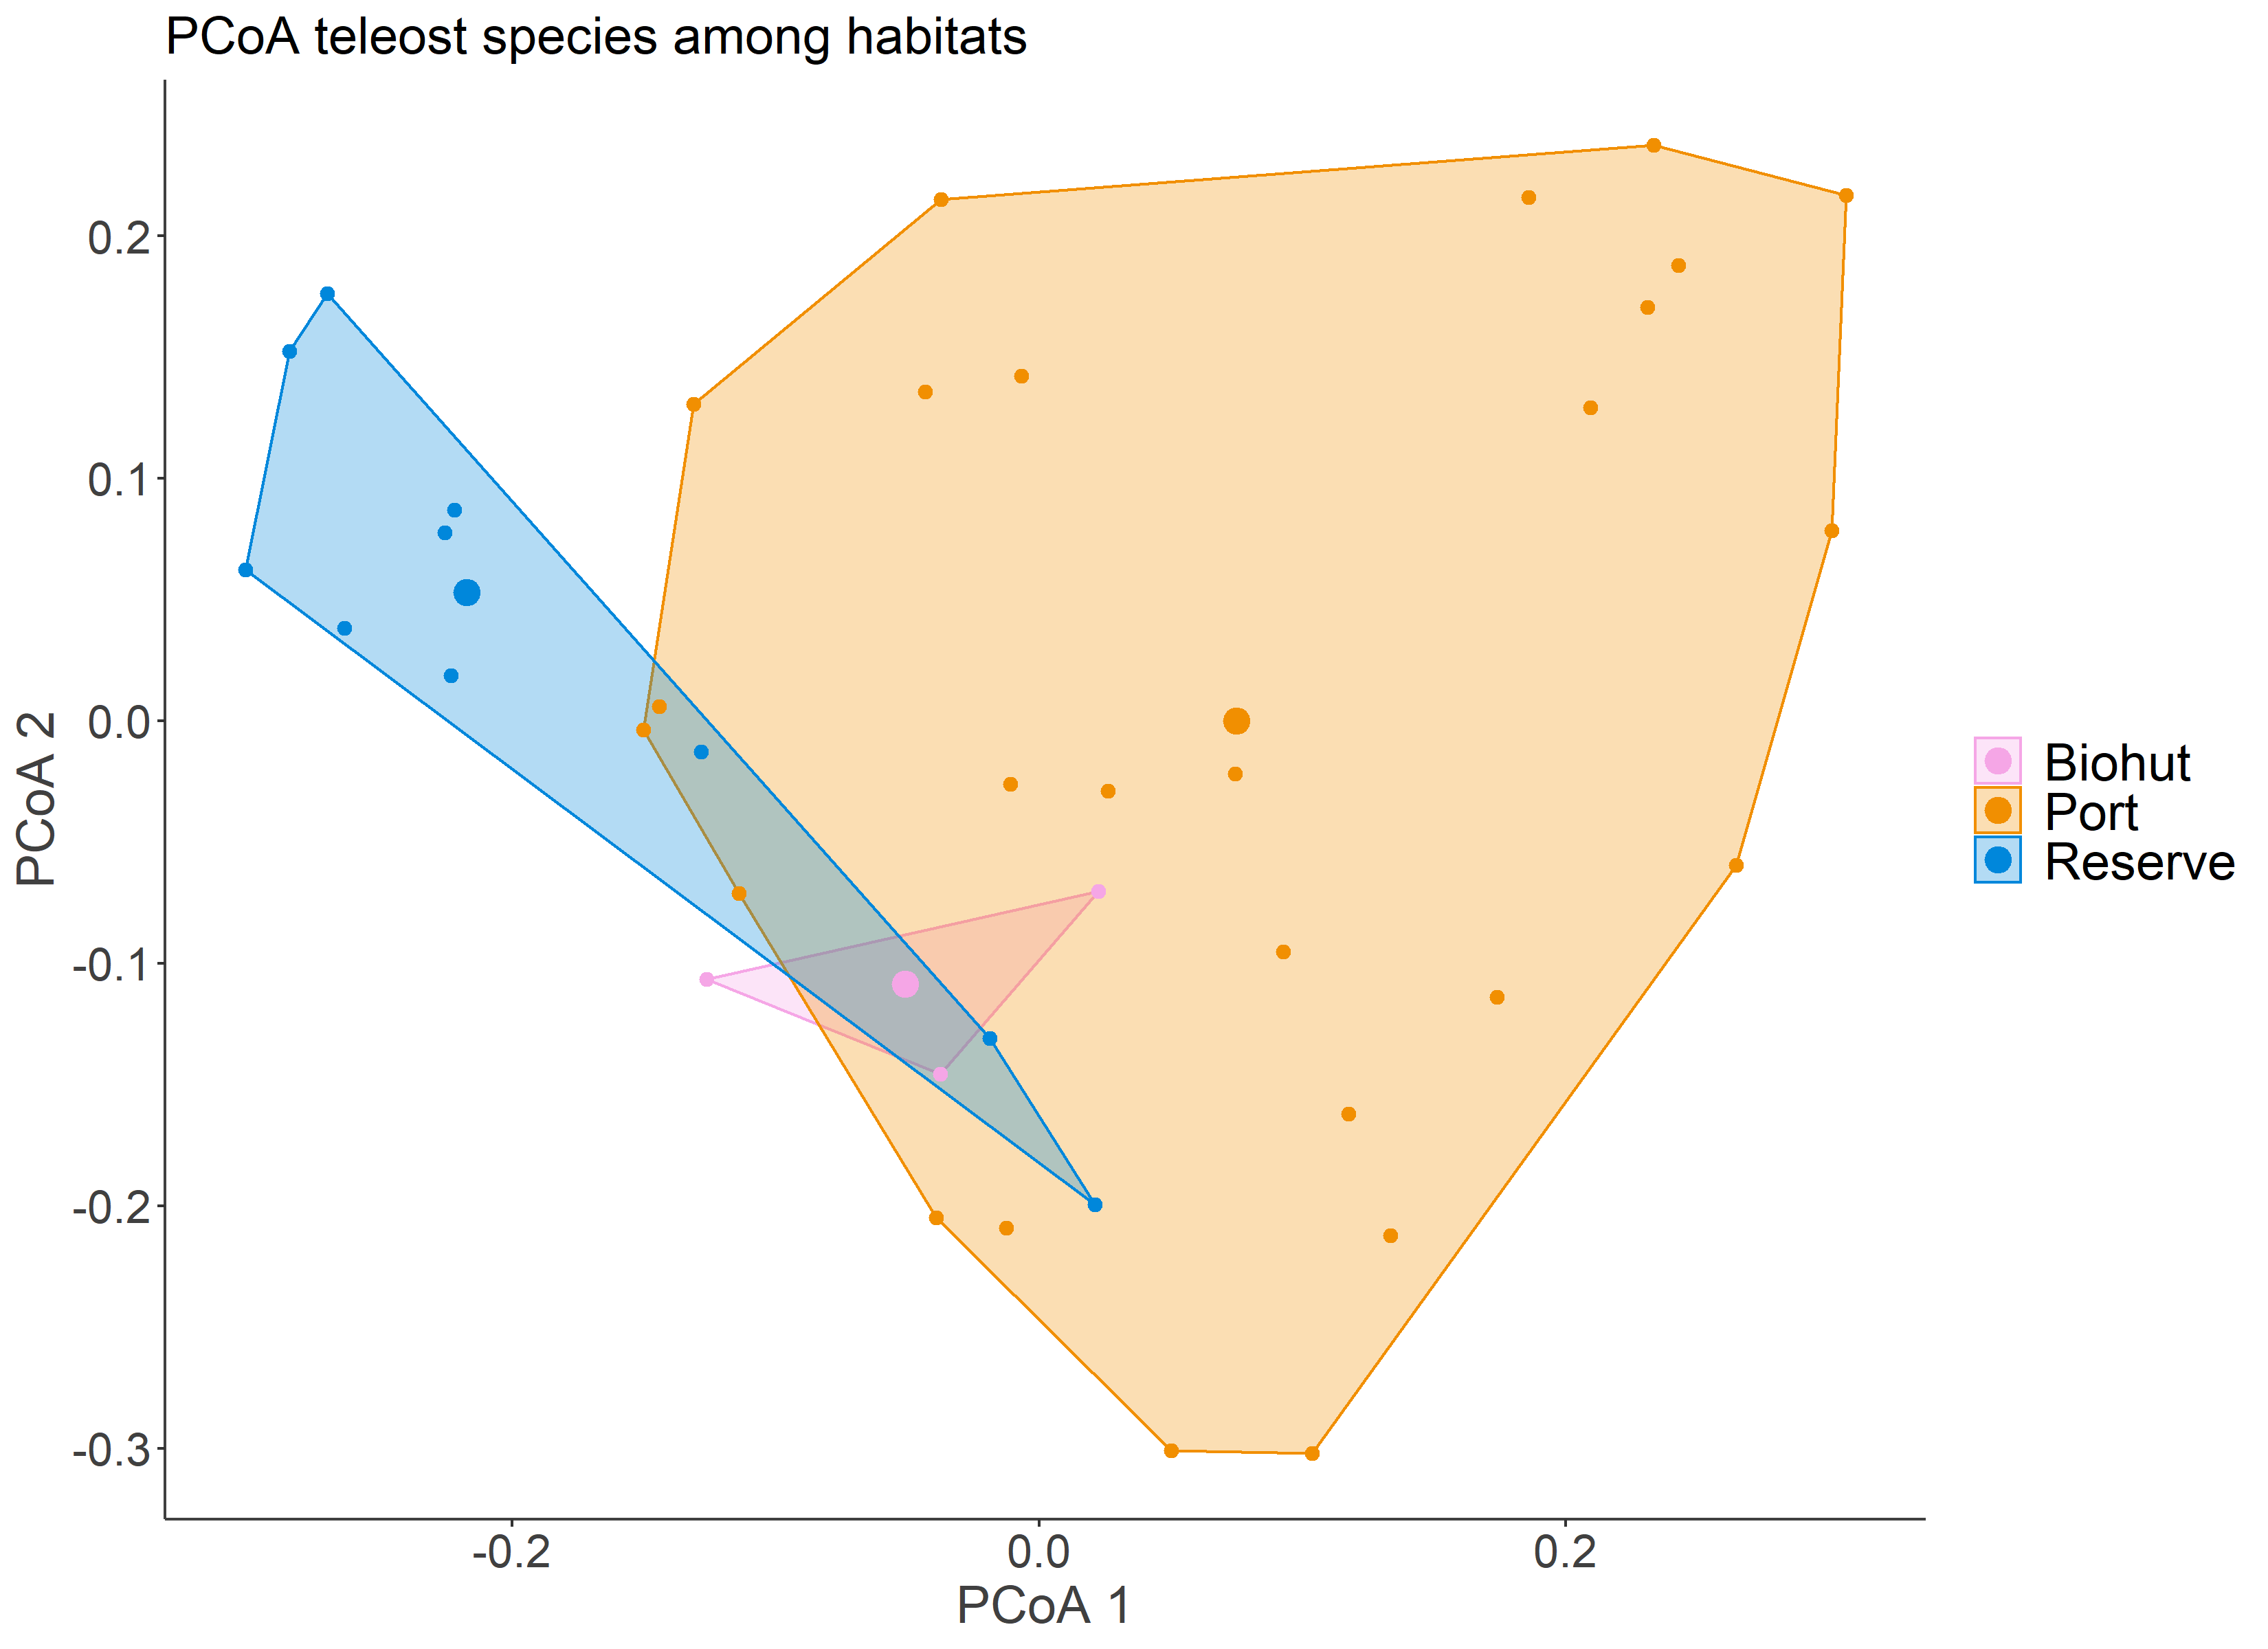 PCoA teleost species among habitats
0.2
0.1
0.0
-0.1
-0.2
-0.3
PCoA 2
-0.2
0.0
0.2
PCoA 1
Biohut
Port
Reserve